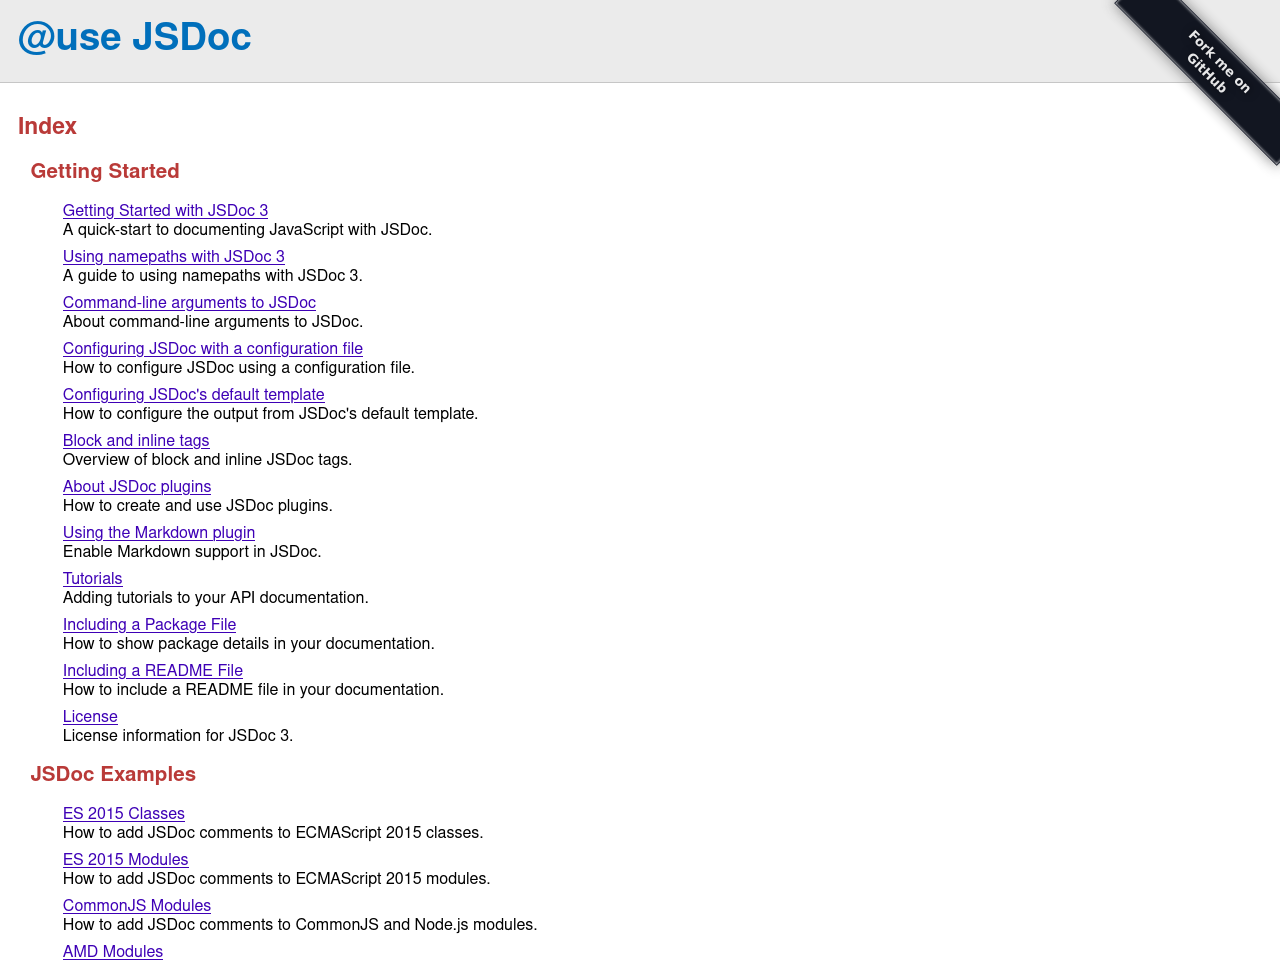 @use JSDoc
Fork me on
GitHub
Index
Getting Started
Getting Started with JSDoc 3
A quick-start to documenting JavaScript with JSDoc.
Using namepaths with JSDoc 3
A guide to using namepaths with JSDoc 3.
Command-line arguments to JSDoc
About command-line arguments to JSDoc.
Configuring JSDoc with a configuration file
How to configure JSDoc using a configuration file.
Configuring JSDoc's default template
How to configure the output from JSDoc's default template.
Block and inline tags
Overview of block and inline JSDoc tags.
About JSDoc plugins
How to create and use JSDoc plugins.
Using the Markdown plugin
Enable Markdown support in JSDoc.
Tutorials
Adding tutorials to your API documentation.
Including a Package File
How to show package details in your documentation.
Including a README File
How to include a README file in your documentation.
License
License information for JSDoc 3.
JSDoc Examples
ES 2015 Classes
How to add JSDoc comments to ECMAScript 2015 classes.
ES 2015 Modules
How to add JSDoc comments to ECMAScript 2015 modules.
CommonJS Modules
How to add JSDoc comments to CommonJS and Node.js modules.
AMD Modules